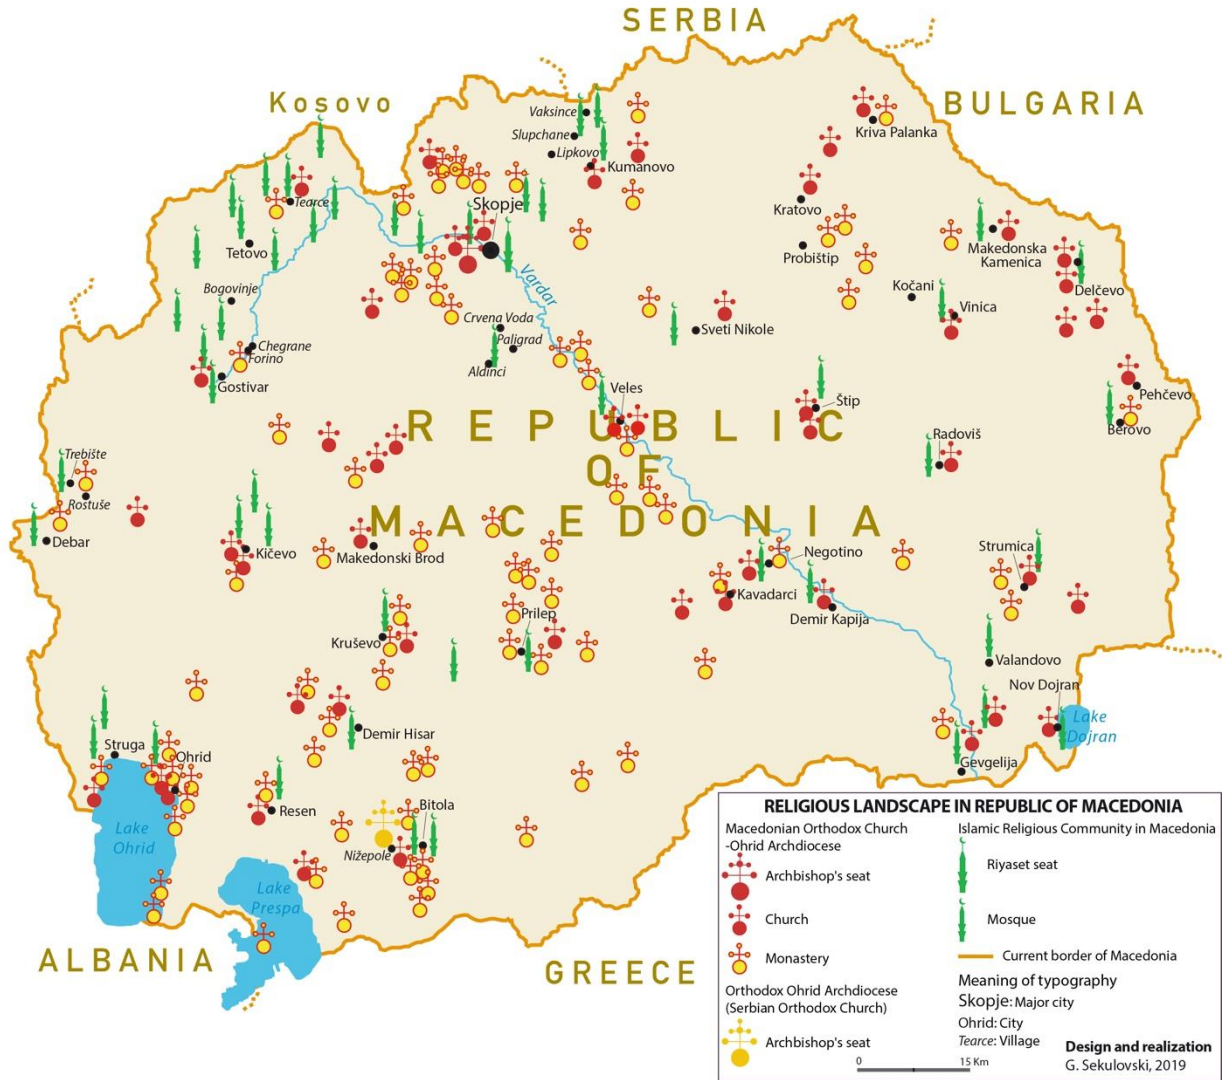 SERBIA
Kosovo
BULGARIA
Vaksince
Slupchane
Lipkovo
Kumanovo
Kriva Palanka
Tearce
Skopje
Kratovo
Tetovo
Probištip
Makedonska
Kamenica
Delčevo
Vardar
Bogovinje
Kočani
Vinica
Crvena Voda
Paligrad
Sveti Nikole
Chegrane
Forino
Aldinci
Gostivar
Veles
Štip
Pehčevo
Berovo
REPUBLIC
OF
MACEDONIA
Radoviš
Trebište
Rostuše
Debar
Kičevo
Makedonski Brod
Negotino
Strumica
Kavadarci
Demir Kapija
Kruševo
Prilep
Valandovo
Nov Dojran
Lake
Dojran
Demir Hisar
Struga
Ohrid
Gevgelija
Resen
Bitola
Nižepole
Lake
Ohrid
Lake
Prespa
ALBANIA
GREECE
RELIGIOUS LANDSCAPE IN REPUBLIC OF MACEDONIA
Macedonian Orthodox Church
-Ohrid Archdiocese
Archbishop's seat
Church
Monastery
Orthodox Ohrid Archdiocese
(Serbian Orthodox Church)
Archbishop's seat
Islamic Religious Community in Macedonia
Riyaset seat
Mosque
Current border of Macedonia
Meaning of typography
Skopje: Major city
Ohrid: City
Tearce: Village
0 15 Km
Design and realization
G. Sekulovski, 2019